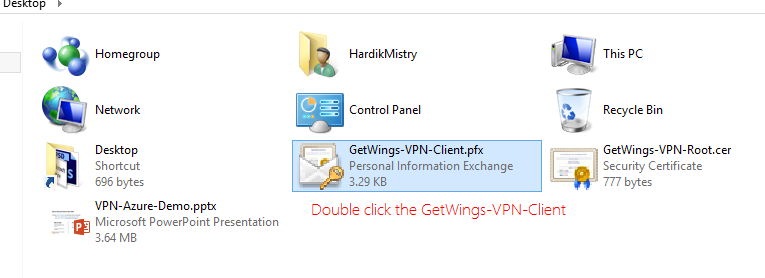 Desktop
Homegroup
HardikMistry
This PC
Network
Control Panel
Recycle Bin
Desktop
Shortcut
696 bytes
GetWings-VPN-Client.pfx
Personal Information Exchange
3.29 KB
GetWings-VPN-Root.cer
Security Certificate
777 bytes
VPN-Azure-Demo.pptx
Microsoft PowerPoint Presentation
3.64 MB
Double click the GetWings-VPN-Client